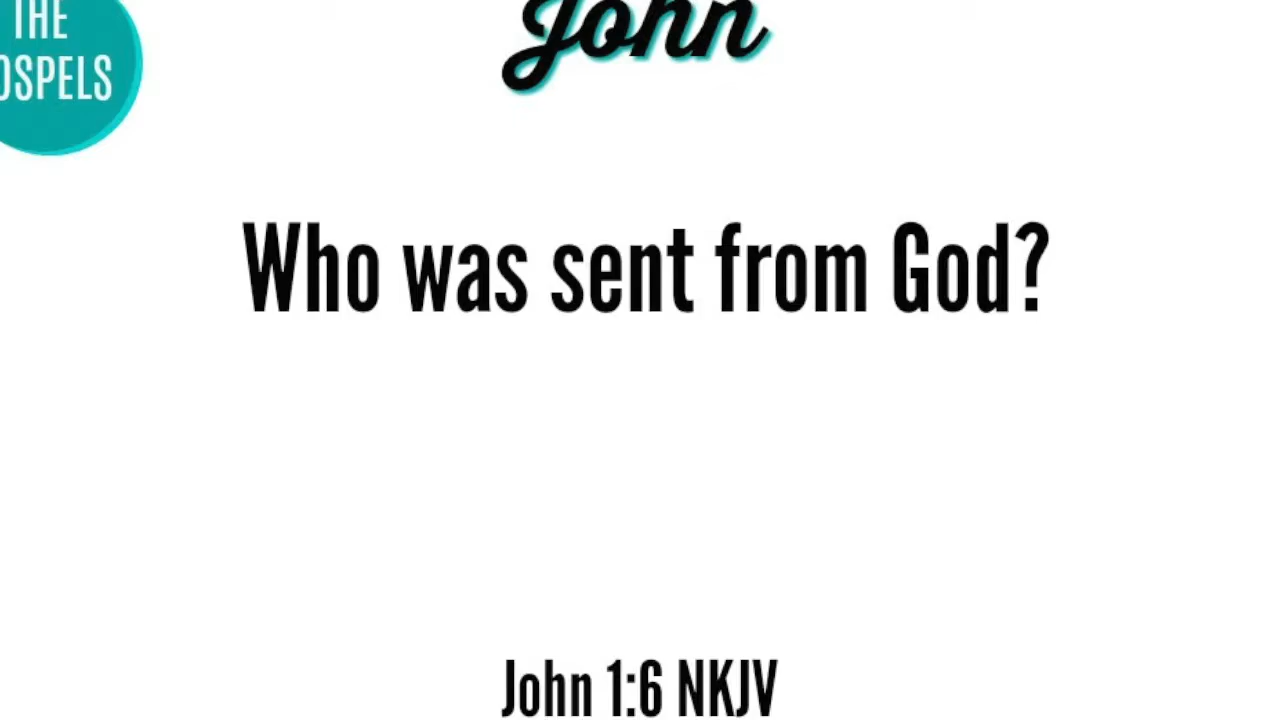 THE
OSPELS
John
Who was sent from God?
John 1:6 NKJV